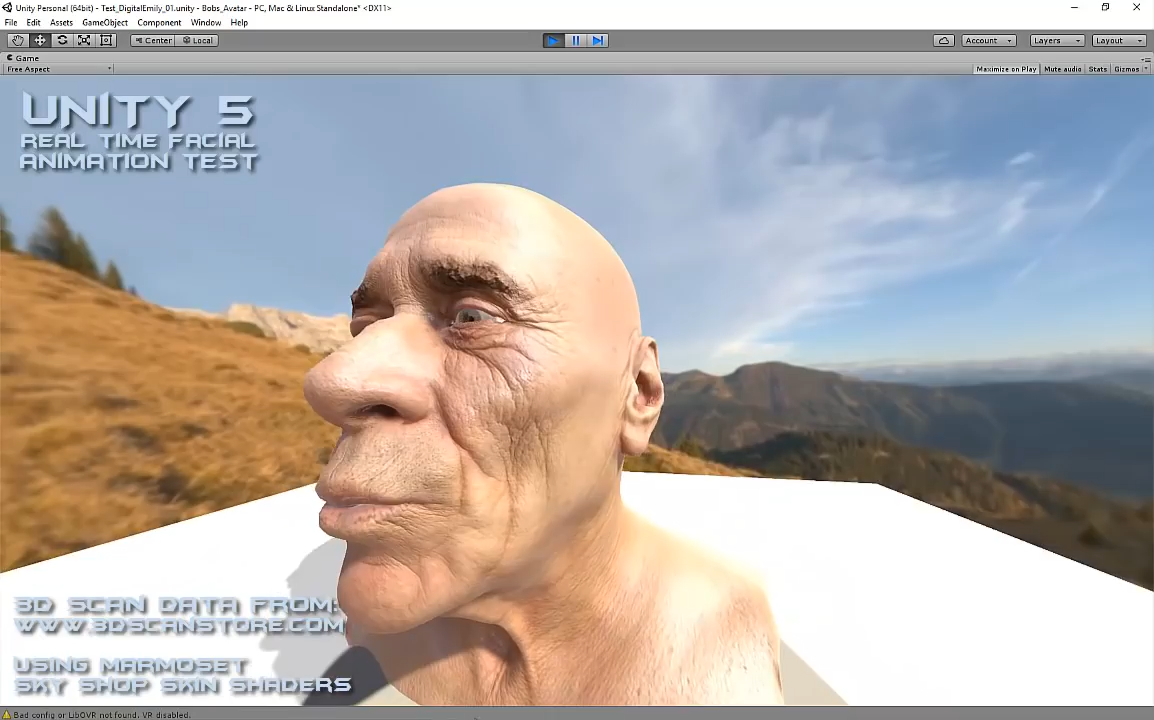 Unity Personal (64bit) - Test_DigitalEmily_01.unity - Bobs_Avatar - PC, Mac & Linux Standalone* <DX11>
File Edit Assets GameObject Component Window Help
Center Local Account Layers Layout
Game
Free Aspect Maximize on Play Mute audio Stats Gizmos
UNITY 5
REAL TIME FACIAL
ANIMATION TEST
3D SCAN DATA FROM:
WWW.3DSCANSTORE.COM
USING MARMOSET
SKY SHOP SKIN SHADERS
Bad config or LibOVR not found. VR disabled.